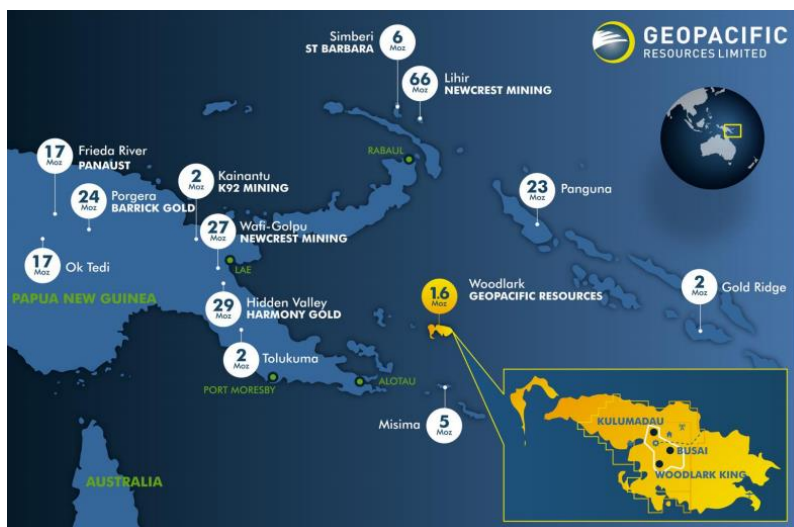 GEOPACIFIC
RESOURCES LIMITED
Simberi
ST BARBARA
6
Moz
66
Moz
Lihir
NEWCREST MINING
RABAUL
17
Moz
Frieda River
PANAUST
2
Moz
Kainantu
K92 MINING
24
Moz
Porgera
BARRICK GOLD
23
Moz
Panguna
27
Moz
Wafi-Golpu
NEWCREST MINING
LAE
17
Moz
Ok Tedi
PAPUA NEW GUINEA
29
Moz
Hidden Valley
HARMONY GOLD
1.6
Moz
Woodlark
GEOPACIFIC RESOURCES
2
Moz
Gold Ridge
2
Moz
Tolukuma
PORT MORESBY
ALOTAU
Misima
5
Moz
KULUMADAU
BUSAI
WOODLARK KING
AUSTRALIA